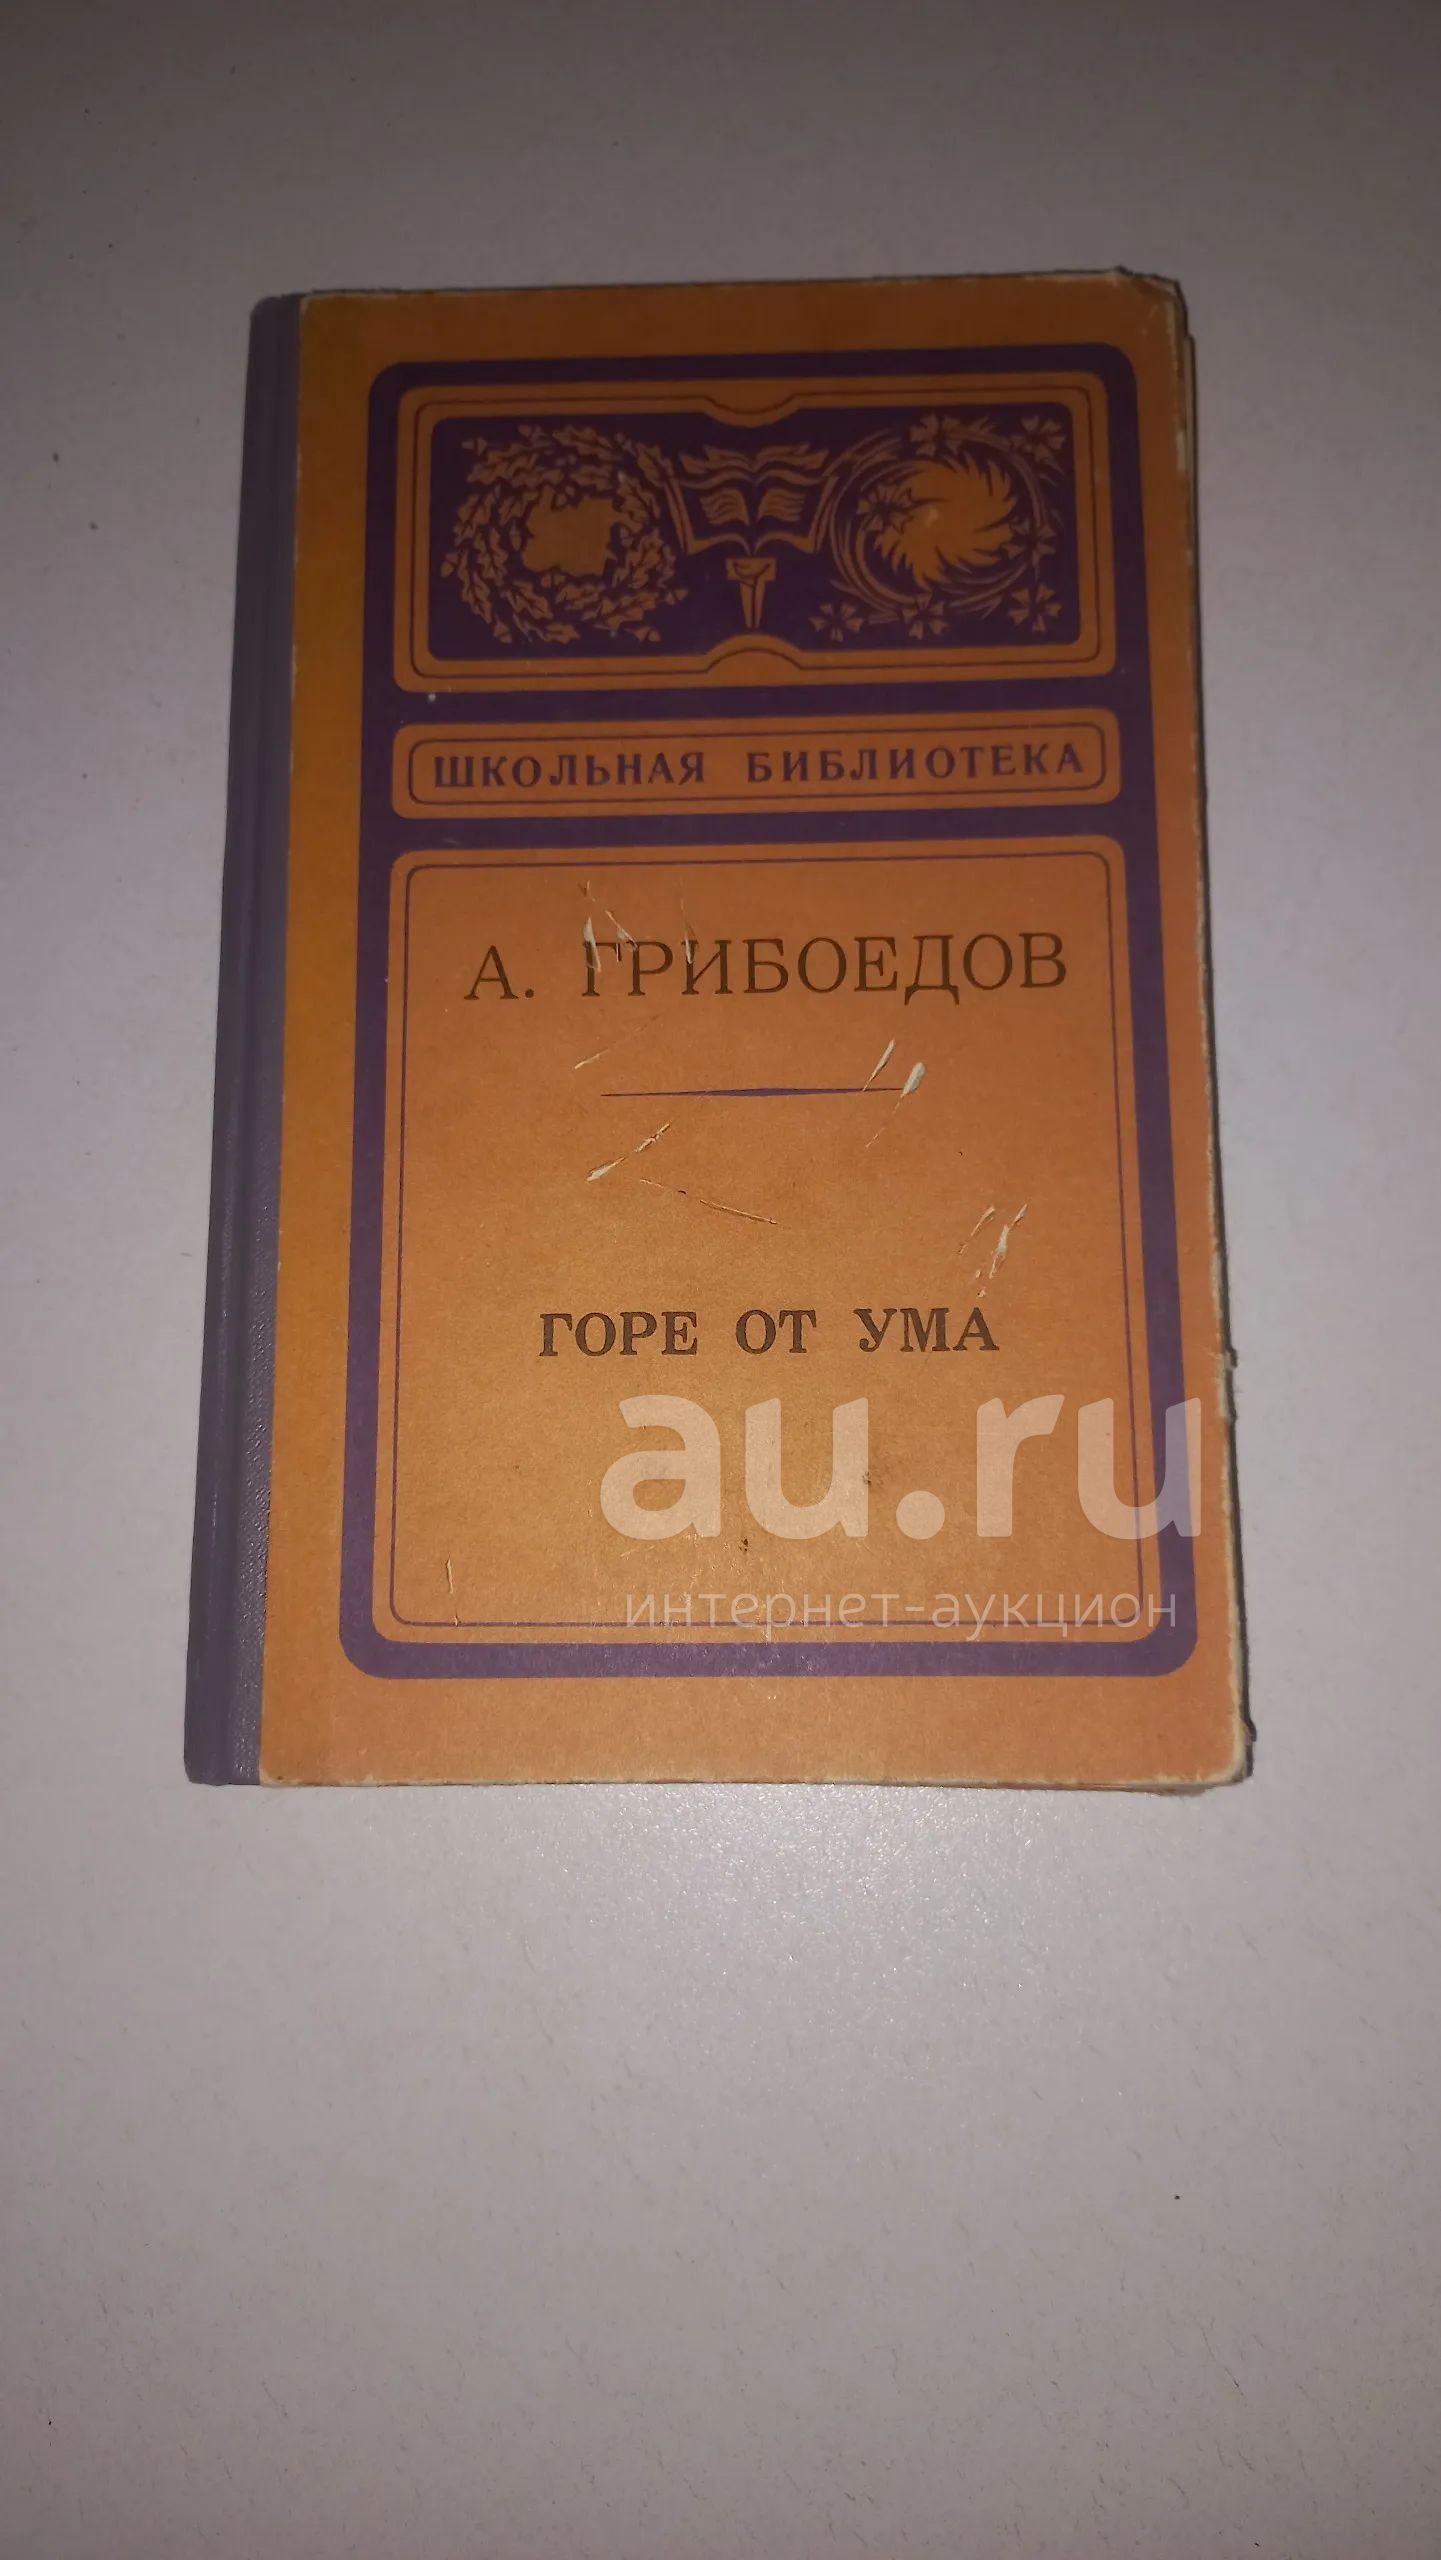 ШКОЛЬНАЯ БИБЛИОТЕКА
А. ГРИБОЕДОВ
ГОРЕ ОТ УМА
au.ru
интернет-аукцион